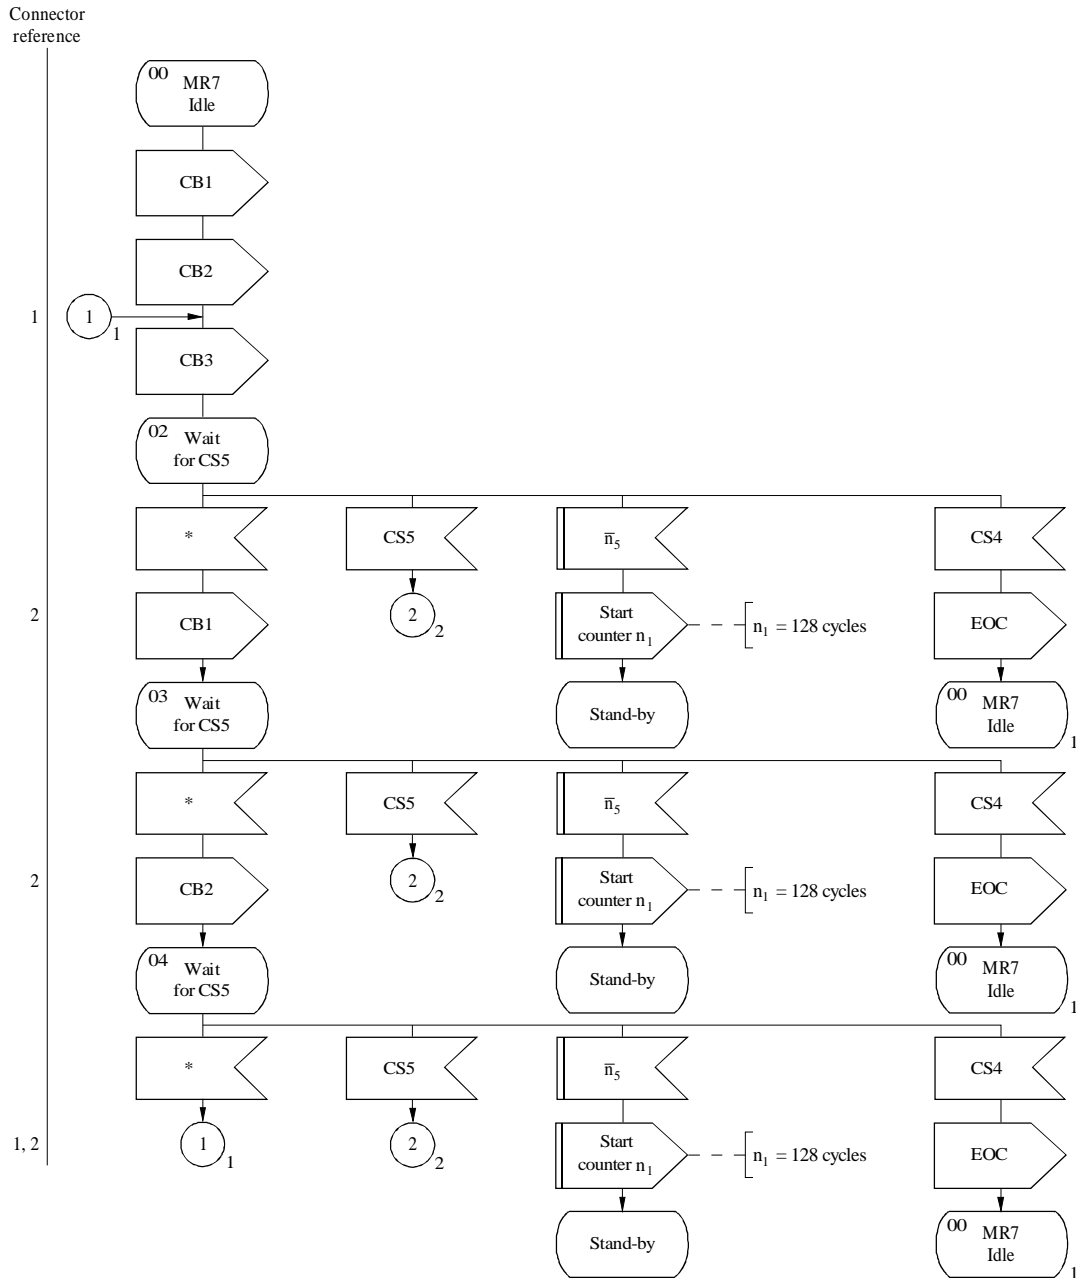 Connector
reference
00 MR7
Idle
CB1
CB2
1 1 1
CB3
02 Wait
for CS5
* CS5 n̅₅ CS4
2 CB1 2 2 Start
counter n₁ n₁ = 128 cycles EOC
03 Wait
for CS5 Stand-by 00 MR7
Idle 1
* CS5 n̅₅ CS4
2 CB2 2 2 Start
counter n₁ n₁ = 128 cycles EOC
04 Wait
for CS5 Stand-by 00 MR7
Idle 1
* CS5 n̅₅ CS4
1, 2 1 1 2 2 Start
counter n₁ n₁ = 128 cycles EOC
Stand-by 00 MR7
Idle 1